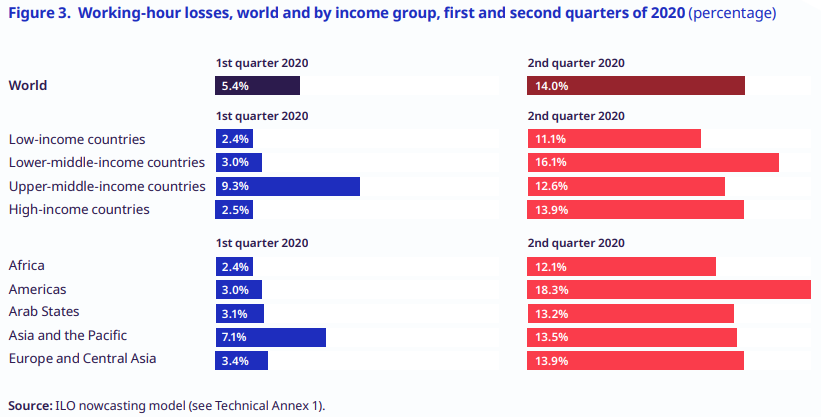 Figure 3. Working-hour losses, world and by income group, first and second quarters of 2020 (percentage)
1st quarter 2020 2nd quarter 2020
World 5.4% 14.0%
1st quarter 2020 2nd quarter 2020
Low-income countries 2.4% 11.1%
Lower-middle-income countries 3.0% 16.1%
Upper-middle-income countries 9.3% 12.6%
High-income countries 2.5% 13.9%
1st quarter 2020 2nd quarter 2020
Africa 2.4% 12.1%
Americas 3.0% 18.3%
Arab States 3.1% 13.2%
Asia and the Pacific 7.1% 13.5%
Europe and Central Asia 3.4% 13.9%
Source: ILO nowcasting model (see Technical Annex 1).